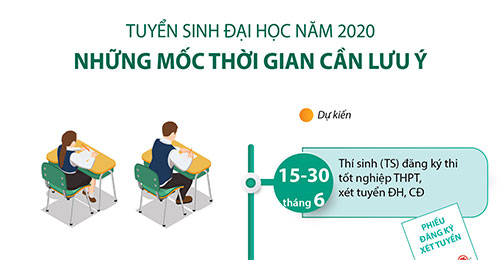 TUYỂN SINH ĐẠI HỌC NĂM 2020
NHỮNG MỐC THỜI GIAN CẦN LƯU Ý
Dự kiến
15-30
tháng 6
Thí sinh (TS) đăng ký thi
tốt nghiệp THPT,
xét tuyển ĐH, CĐ
PHIẾU
ĐĂNG KÝ
XÉT TUYỂN